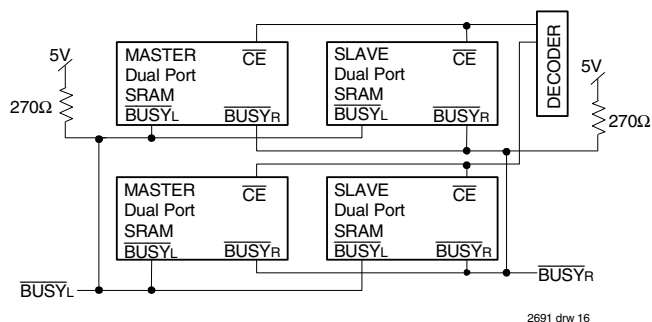 5V
270Ω
MASTER
Dual Port
SRAM
BUSYL
CE
BUSYR
SLAVE
Dual Port
SRAM
BUSYL
CE
BUSYR
DECODER
5V
270Ω
MASTER
Dual Port
SRAM
BUSYL
CE
BUSYR
SLAVE
Dual Port
SRAM
BUSYL
CE
BUSYR
BUSYL
BUSYR
2691 drw 16